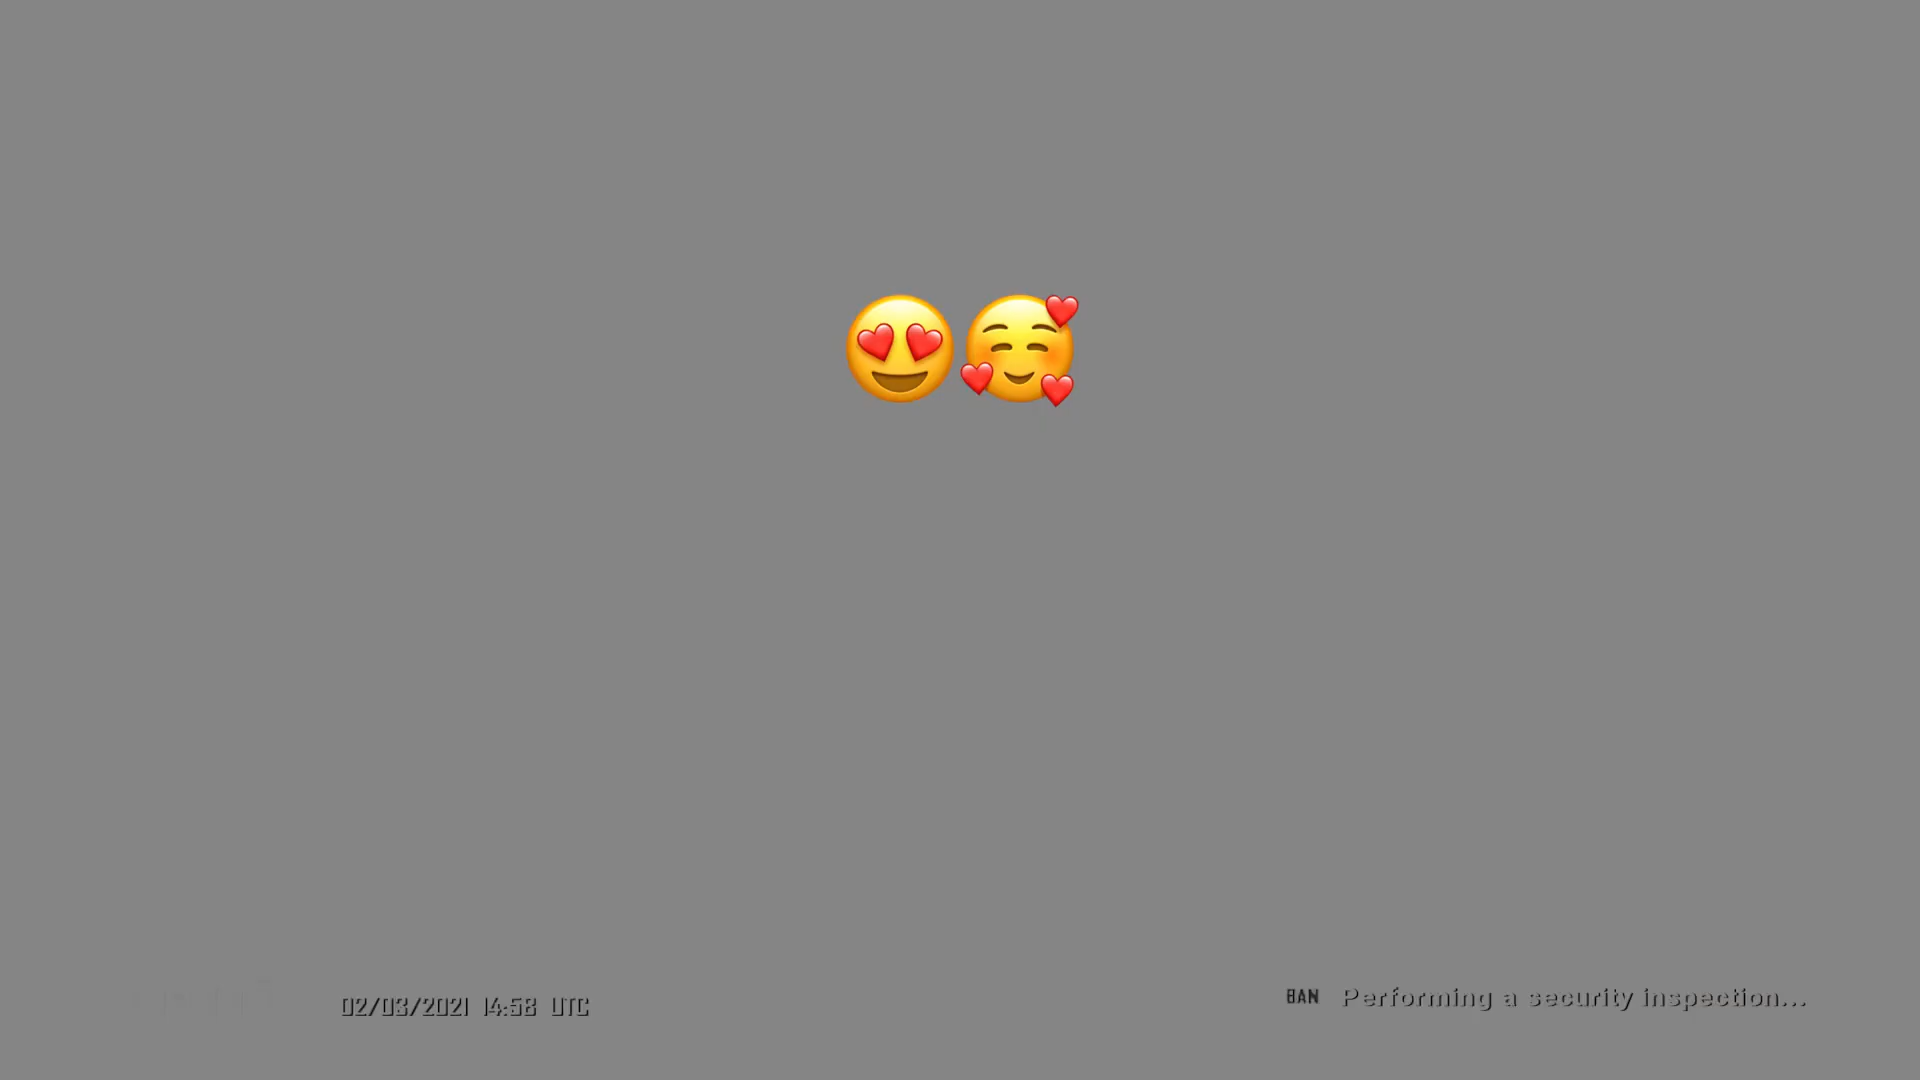 😍🥰
02/03/2021 14:58 UTC
BAN Performing a security inspection...